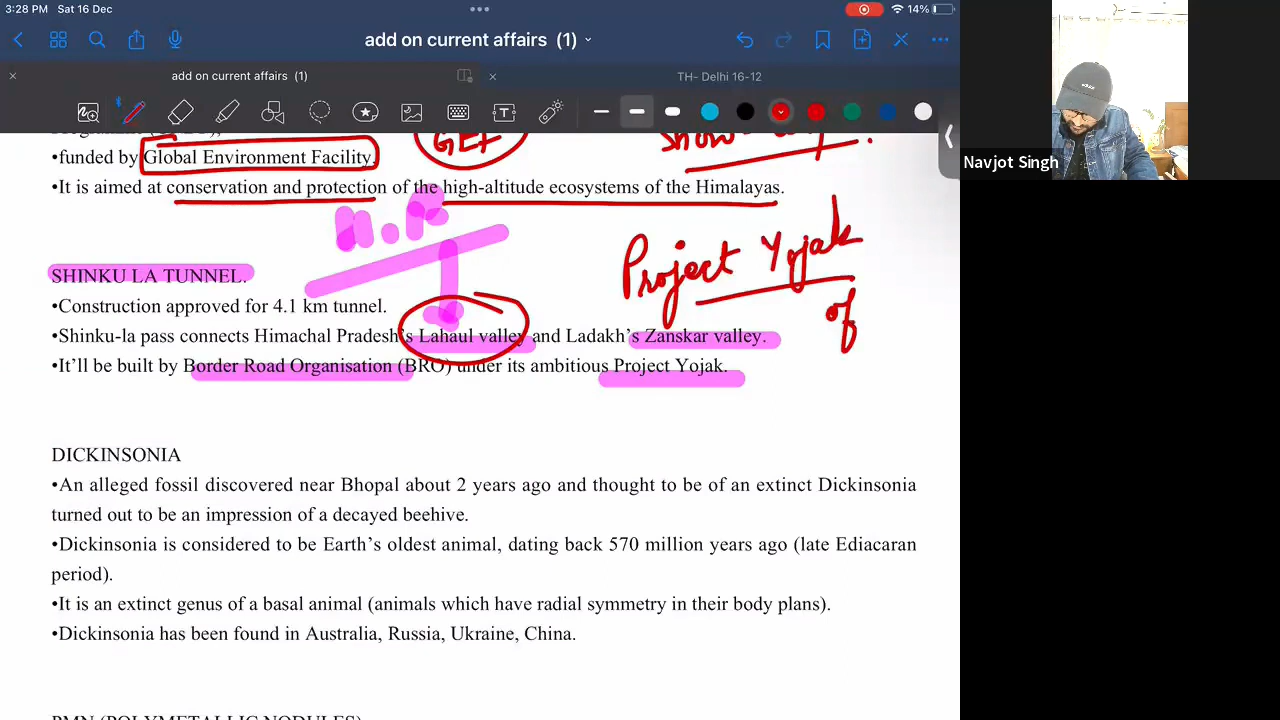 3:28 PM Sat 16 Dec
14%
add on current affairs (1)
add on current affairs (1)
TH- Delhi 16-12
GEF
Snow
•funded by Global Environment Facility.
•It is aimed at conservation and protection of the high-altitude ecosystems of the Himalayas.
H.P
Project Yojak
of
SHINKU LA TUNNEL.
•Construction approved for 4.1 km tunnel.
•Shinku-la pass connects Himachal Pradesh's Lahaul valley and Ladakh's Zanskar valley.
•It'll be built by Border Road Organisation (BRO) under its ambitious Project Yojak.
DICKINSONIA
•An alleged fossil discovered near Bhopal about 2 years ago and thought to be of an extinct Dickinsonia
turned out to be an impression of a decayed beehive.
•Dickinsonia is considered to be Earth's oldest animal, dating back 570 million years ago (late Ediacaran
period).
•It is an extinct genus of a basal animal (animals which have radial symmetry in their body plans).
•Dickinsonia has been found in Australia, Russia, Ukraine, China.
PMN (POLYMETALLIC NODULES)
Navjot Singh